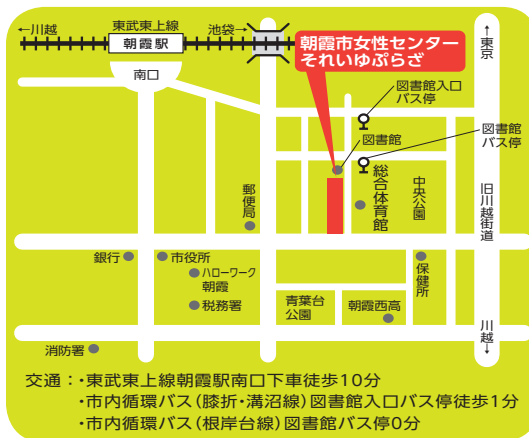 ←川越
東武東上線
池袋→
朝霞駅
南口
朝霞市女性センター
それいゆぷらざ
↑
東京
図書館入口
バス停
図書館
バス停
図書館
郵便局
総合体育館
中央公園
旧川越街道
銀行
市役所
ハローワーク
朝霞
税務署
保健所
青葉台
公園
朝霞西高
川越
↓
消防署
交通：・東武東上線朝霞駅南口下車徒歩10分
・市内循環バス（膝折・溝沼線）図書館入口バス停徒歩1分
・市内循環バス（根岸台線）図書館バス停0分